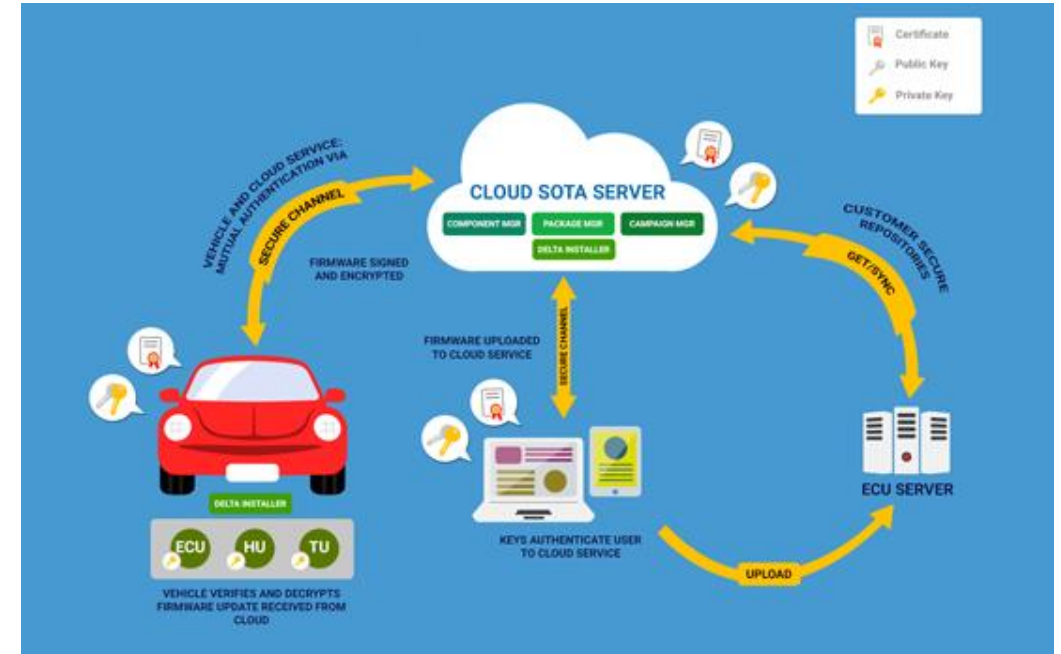 Certificate
Public Key
Private Key
VEHICLE AND CLOUD SERVICE:
MUTUAL AUTHENTICATION VIA
SECURE CHANNEL
FIRMWARE SIGNED
AND ENCRYPTED
CLOUD SOTA SERVER
COMPONENT MGR
PACKAGE MGR
CAMPAIGN MGR
DELTA INSTALLER
CUSTOMER SECURE
REPOSITORIES
GET/SYNC
FIRMWARE UPLOADED
TO CLOUD SERVICE
SECURE CHANNEL
ECU SERVER
DELTA INSTALLER
ECU
HU
TU
KEYS AUTHENTICATE USER
TO CLOUD SERVICE
UPLOAD
VEHICLE VERIFIES AND DECRYPTS
FIRMWARE UPDATE RECEIVED FROM
CLOUD